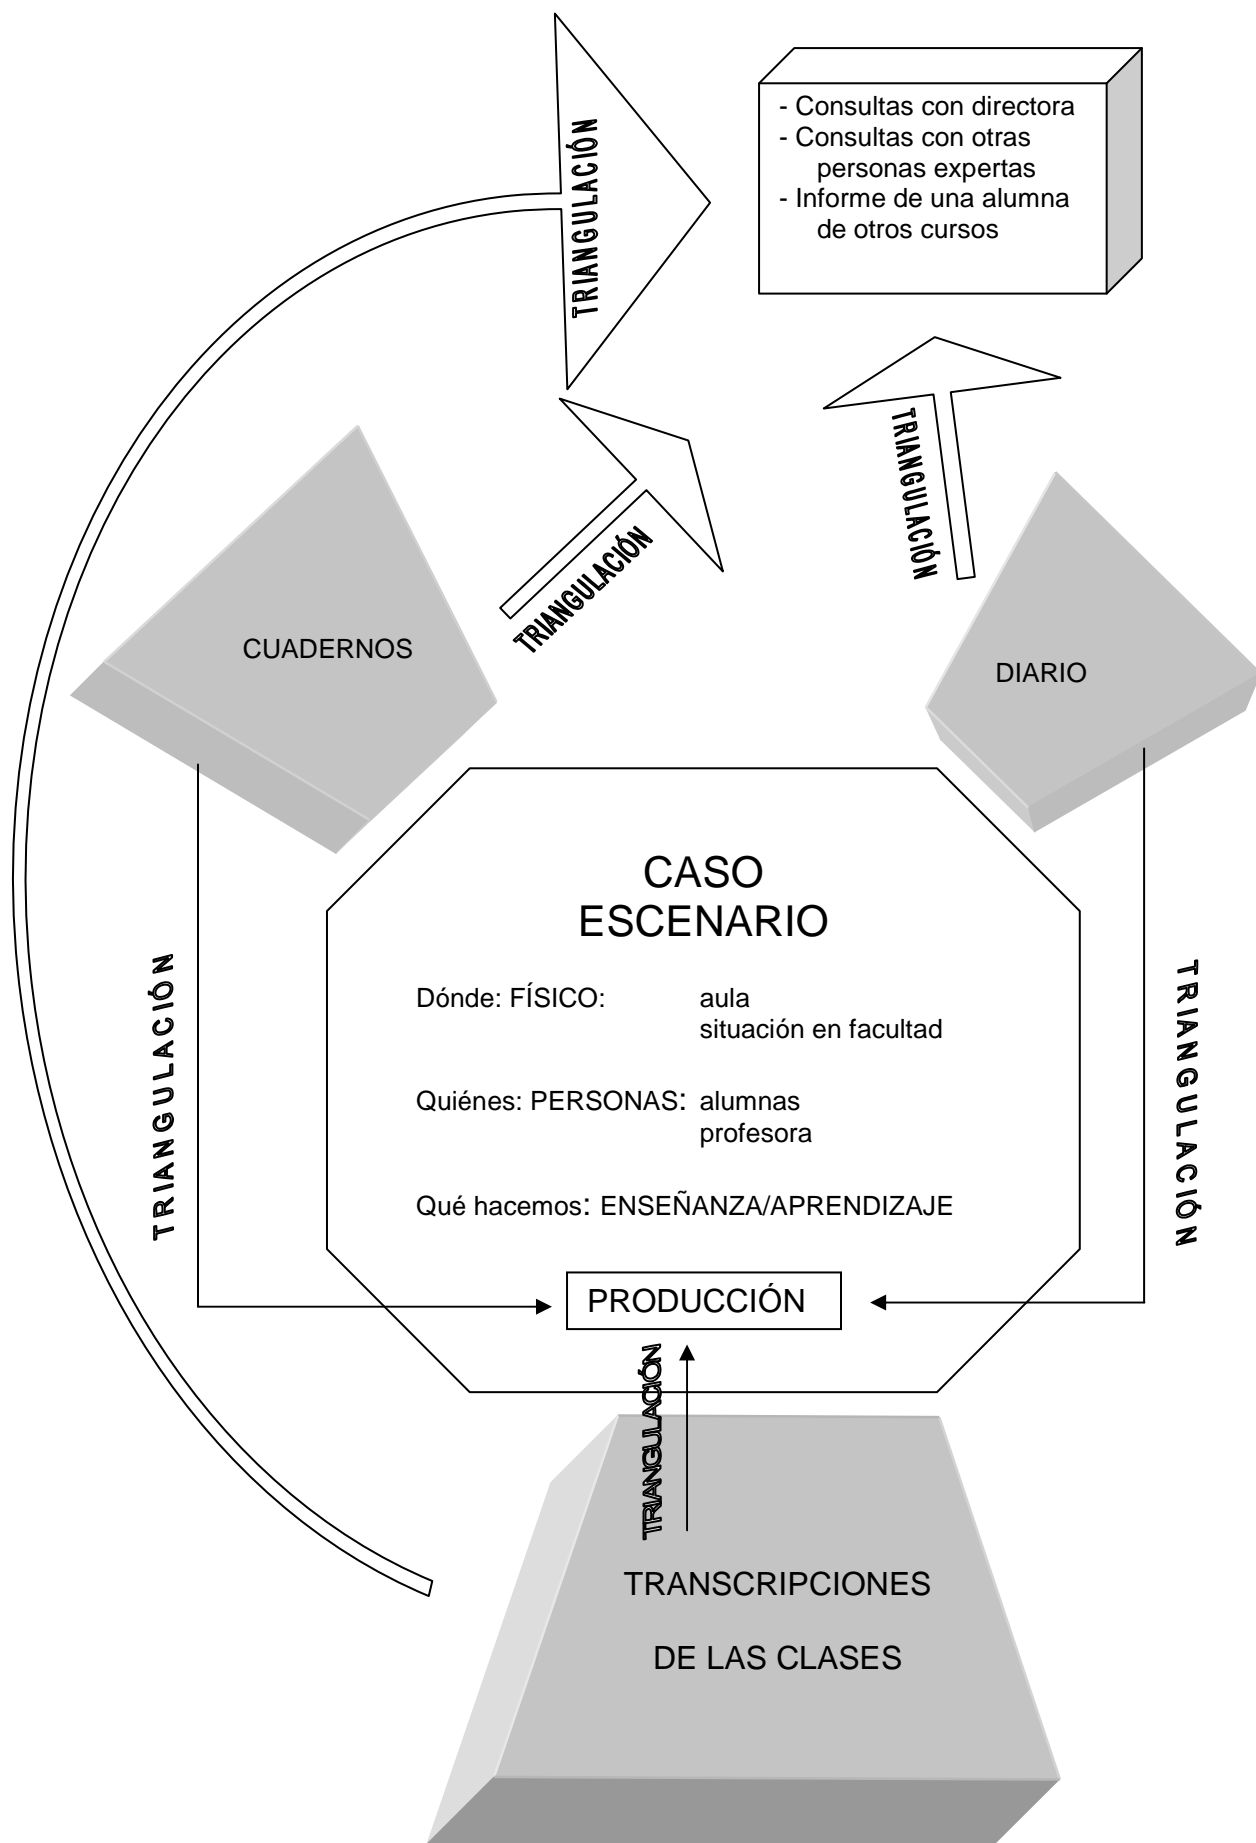 TRIANGULACIÓN
- Consultas con directora
- Consultas con otras
personas expertas
- Informe de una alumna
de otros cursos
TRIANGULACIÓN
TRIANGULACIÓN
CUADERNOS
DIARIO
CASO
ESCENARIO
Dónde: FÍSICO: aula
situación en facultad
Quiénes: PERSONAS: alumnas
profesora
Qué hacemos: ENSEÑANZA/APRENDIZAJE
TRIANGULACIÓN
TRIANGULACIÓN
PRODUCCIÓN
TRIANGULACIÓN
TRANSCRIPCIONES
DE LAS CLASES